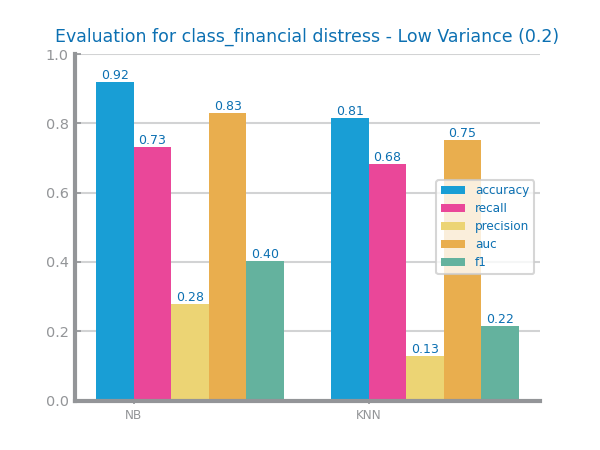 Evaluation for class_financial distress - Low Variance (0.2)
1.0
0.8
0.6
0.4
0.2
0.0
0.92
0.73
0.28
0.83
0.40
0.81
0.68
0.13
0.75
0.22
accuracy
recall
precision
auc
f1
NB
KNN